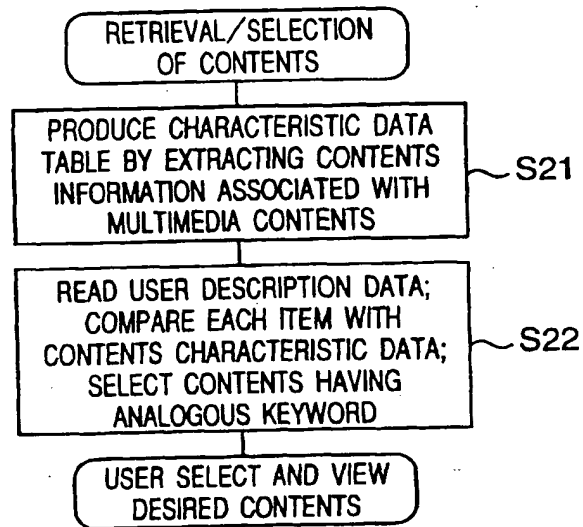 RETRIEVAL/SELECTION
OF CONTENTS
PRODUCE CHARACTERISTIC DATA
TABLE BY EXTRACTING CONTENTS
INFORMATION ASSOCIATED WITH
MULTIMEDIA CONTENTS
S21
READ USER DESCRIPTION DATA;
COMPARE EACH ITEM WITH
CONTENTS CHARACTERISTIC DATA;
SELECT CONTENTS HAVING
ANALOGOUS KEYWORD
S22
USER SELECT AND VIEW
DESIRED CONTENTS